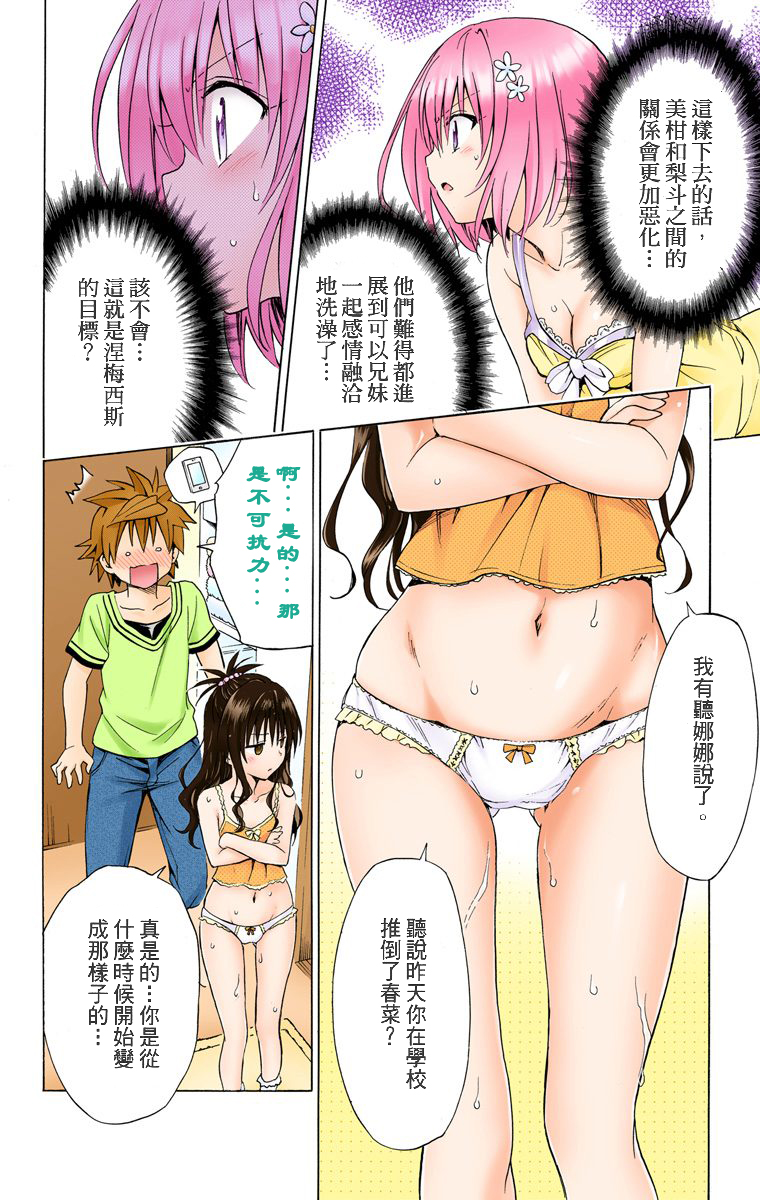 這樣下去的話，
美柑和梨斗之間的
關係會更加惡化⋯
他們難得都進
展到可以兄妹
一起感情融洽
地洗澡了⋯
該不會⋯
這就是涅梅西斯
的目標？
我有聽娜娜說了。
聽說昨天你在學校
推倒了春菜？
啊⋯是的⋯那
是不可抗力⋯
真是的⋯你是從
什麼時候開始變
成那樣子的⋯